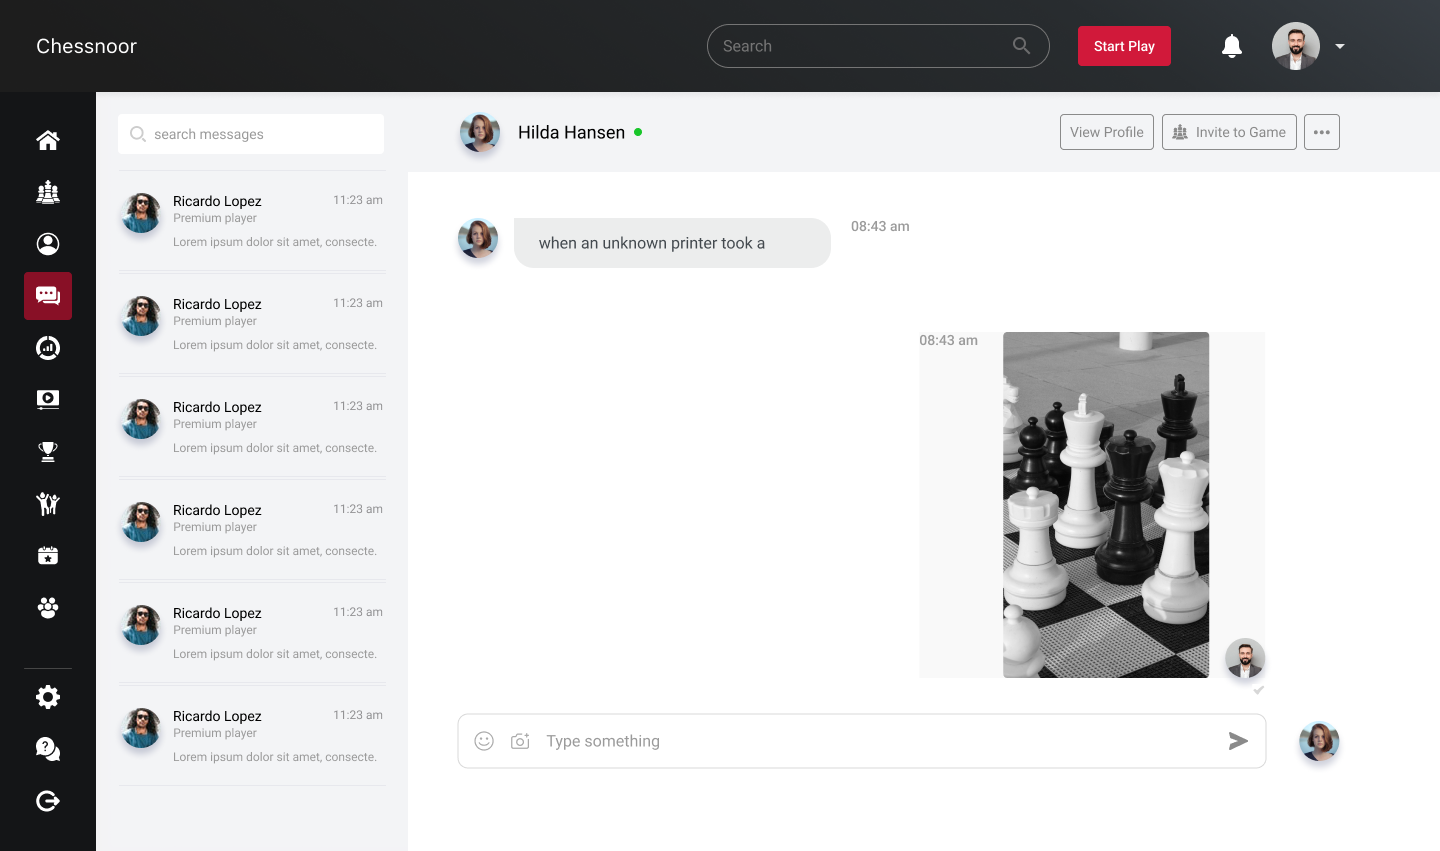 Chessnoor
Search
Start Play
search messages
Ricardo Lopez
11:23 am
Premium player
Lorem ipsum dolor sit amet, consecte.
Ricardo Lopez
11:23 am
Premium player
Lorem ipsum dolor sit amet, consecte.
Ricardo Lopez
11:23 am
Premium player
Lorem ipsum dolor sit amet, consecte.
Ricardo Lopez
11:23 am
Premium player
Lorem ipsum dolor sit amet, consecte.
Ricardo Lopez
11:23 am
Premium player
Lorem ipsum dolor sit amet, consecte.
Ricardo Lopez
11:23 am
Premium player
Lorem ipsum dolor sit amet, consecte.
Hilda Hansen
View Profile
Invite to Game
when an unknown printer took a
08:43 am
08:43 am
Type something